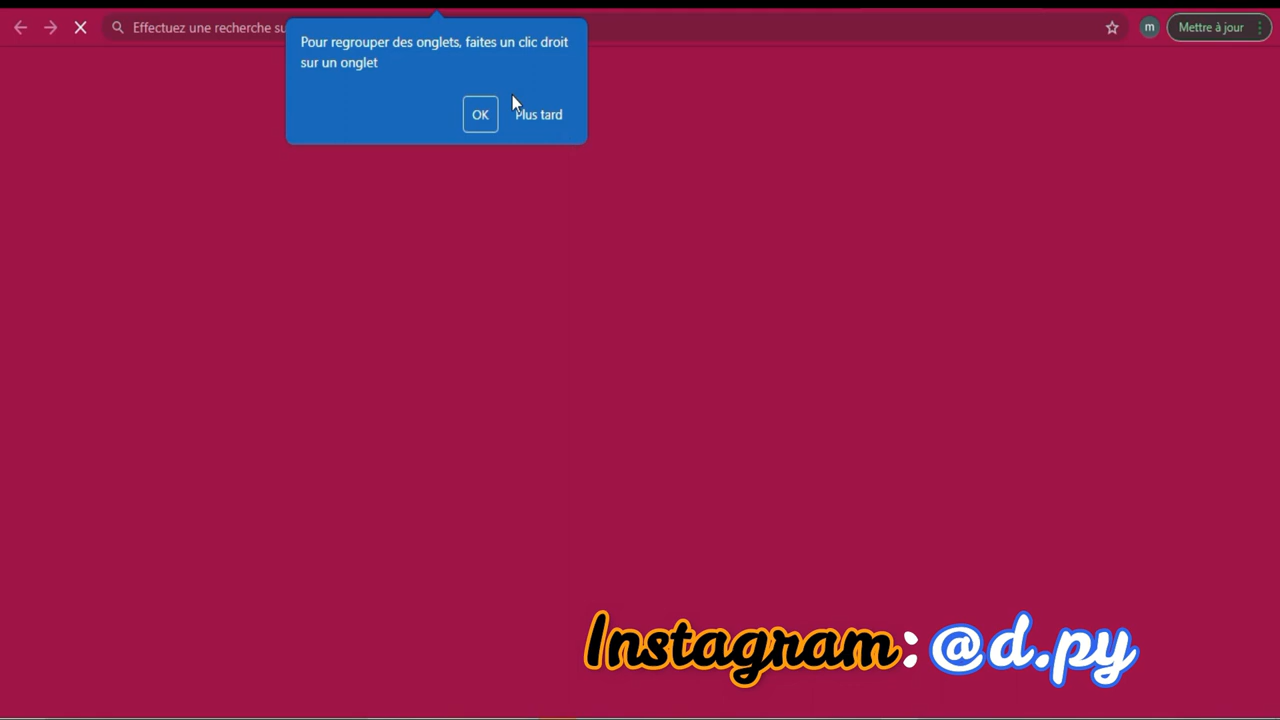 Effectuez une recherche su
Pour regrouper des onglets, faites un clic droit
sur un onglet
OK
Plus tard
m
Mettre à jour
Instagram: @d.py